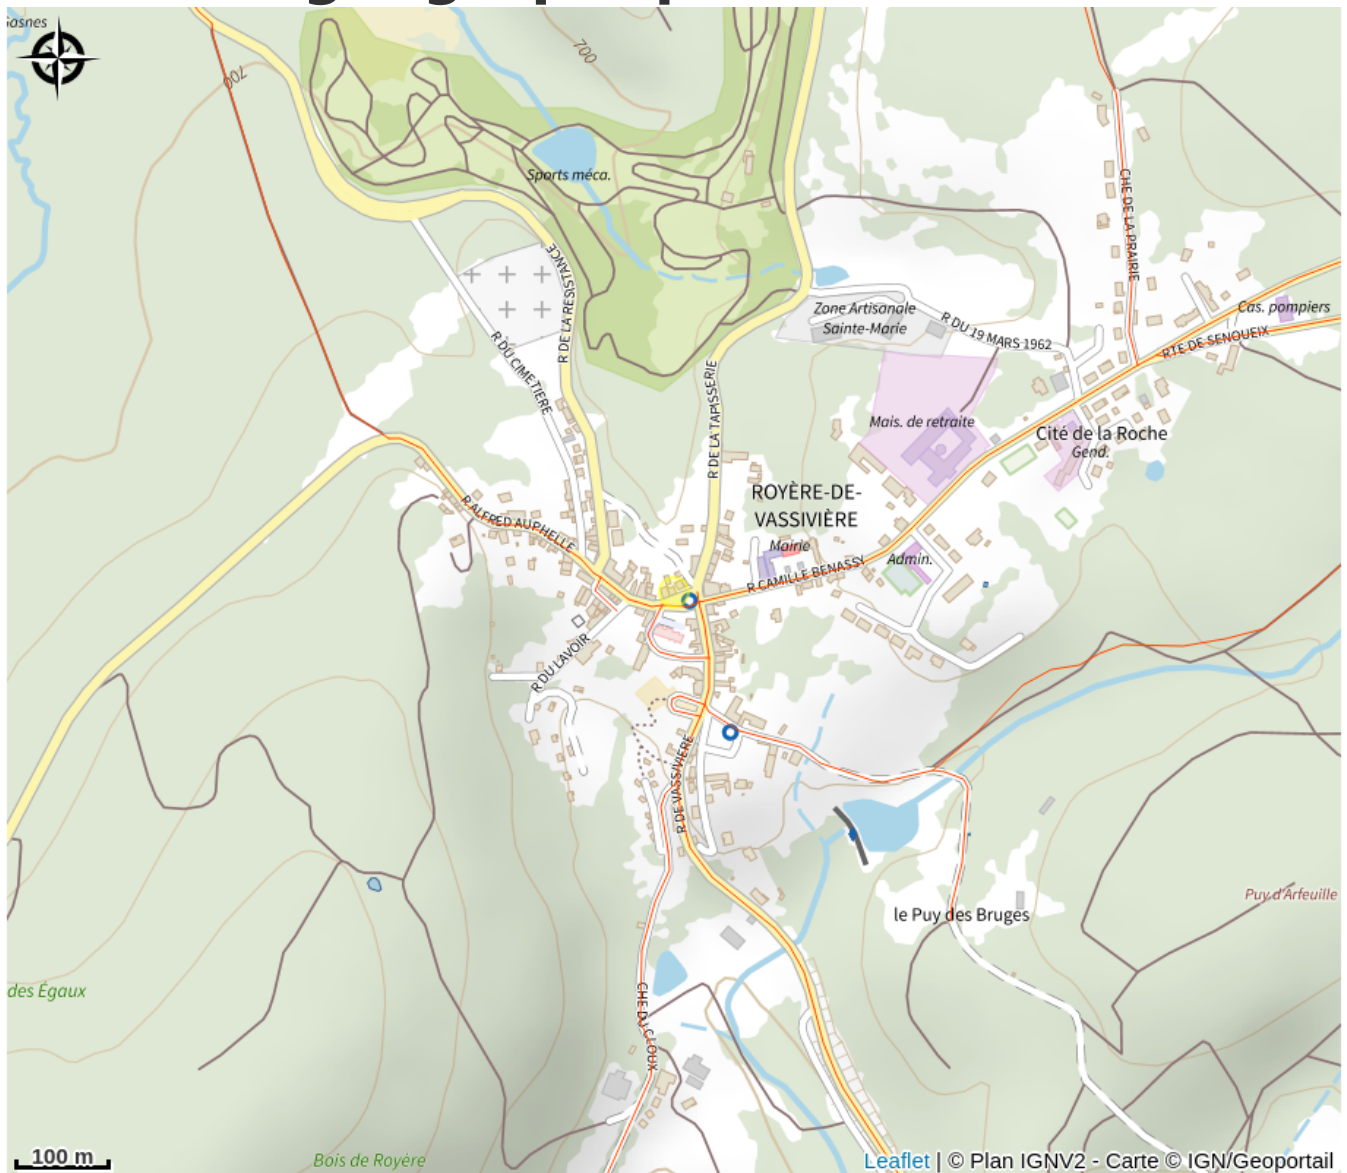 Gasnes
700
700
Sports méca.
R DE LA RESISTANCE
R DU CIMETIERE
R DE LA TAPISSERIE
CHE DE LA PRAIRIE
Zone Artisanale
Sainte-Marie
R DU 19 MARS 1962
Cas. pompiers
RTE DE SENOUEIX
Mais. de retraite
Cité de la Roche
Gend.
ROYÈRE-DE-
VASSIVIÈRE
Mairie
R ALFRED AUPHELLE
R CAMILLE BENASSY
Admin.
R DU LAVOIR
R DE VASSIVIERE
le Puy des Bruges
Puy d'Arfeuille
des Égaux
CHE DU CLOUX
Bois de Royère
100 m
Leaflet | © Plan IGNV2 - Carte © IGN/Geoportail